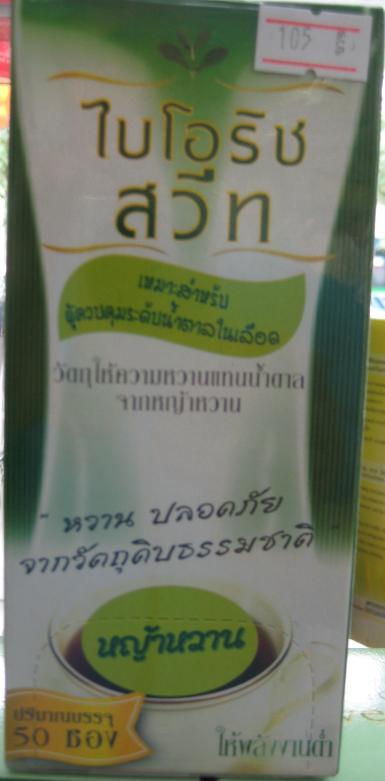 105 ซอง
ไบโอริช
สวีท
เหมาะสำหรับ
ผู้ควบคุมระดับน้ำตาลในเลือด
วัตถุให้ความหวานแทนน้ำตาล
จากหญ้าหวาน
" หวาน ปลอดภัย
จากวัตถุดิบธรรมชาติ "
หญ้าหวาน
ปริมาณบรรจุ
50 ซอง
ให้พลังงานต่ำ